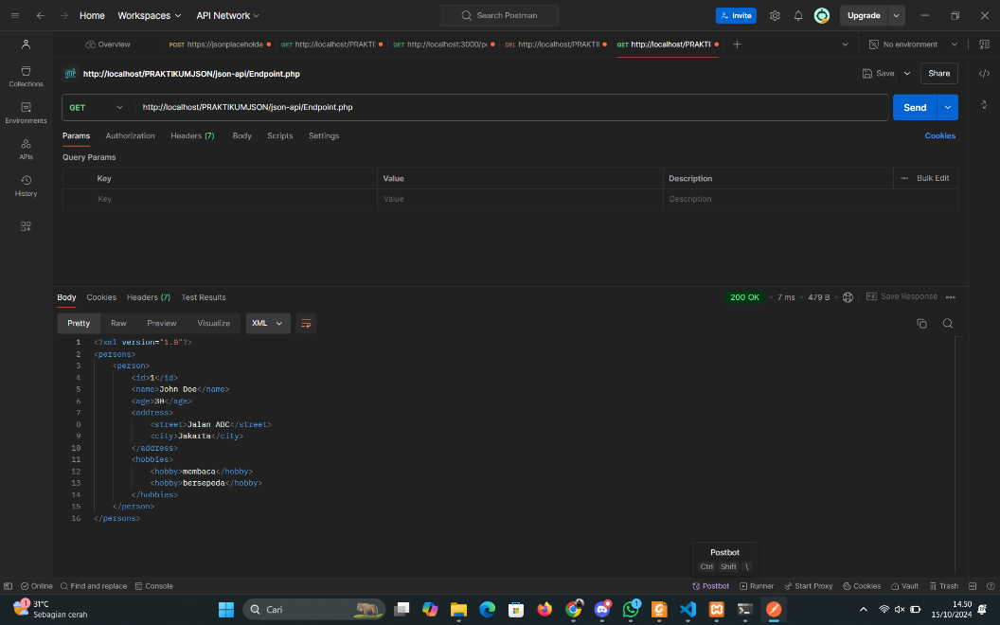 Home Workspaces API Network Search Postman Invite Upgrade
Overview POST https://jsonplaceholde GET http://localhost/PRAKTI GET http://localhost:3000/p DEL http://localhost/PRAKTI GET http://localhost/PRAKTI No environment
Collections
Environments
APIs
History
http://localhost/PRAKTIKUMJSON/json-api/Endpoint.php Save Share
GET http://localhost/PRAKTIKUMJSON/json-api/Endpoint.php Send
Params Authorization Headers (7) Body Scripts Settings Cookies
Query Params
Key Value Description Bulk Edit
Key Value Description
Body Cookies Headers (7) Test Results 200 OK 7 ms 479 B Save Response
Pretty Raw Preview Visualize XML
1 <?xml version="1.0"?>
2 <persons>
3 <person>
4 <id>1</id>
5 <name>John Doe</name>
6 <age>30</age>
7 <address>
8 <street>Jalan ABC</street>
9 <city>Jakarta</city>
10 </address>
11 <hobbies>
12 <hobby>membaca</hobby>
13 <hobby>bersepeda</hobby>
14 </hobbies>
15 </person>
16 </persons>
Postbot
Ctrl Shift \
Online Find and replace Console Postbot Runner Start Proxy Cookies Vault Trash
1 31°C
Sebagian cerah
Cari
1
14.50
15/10/2024